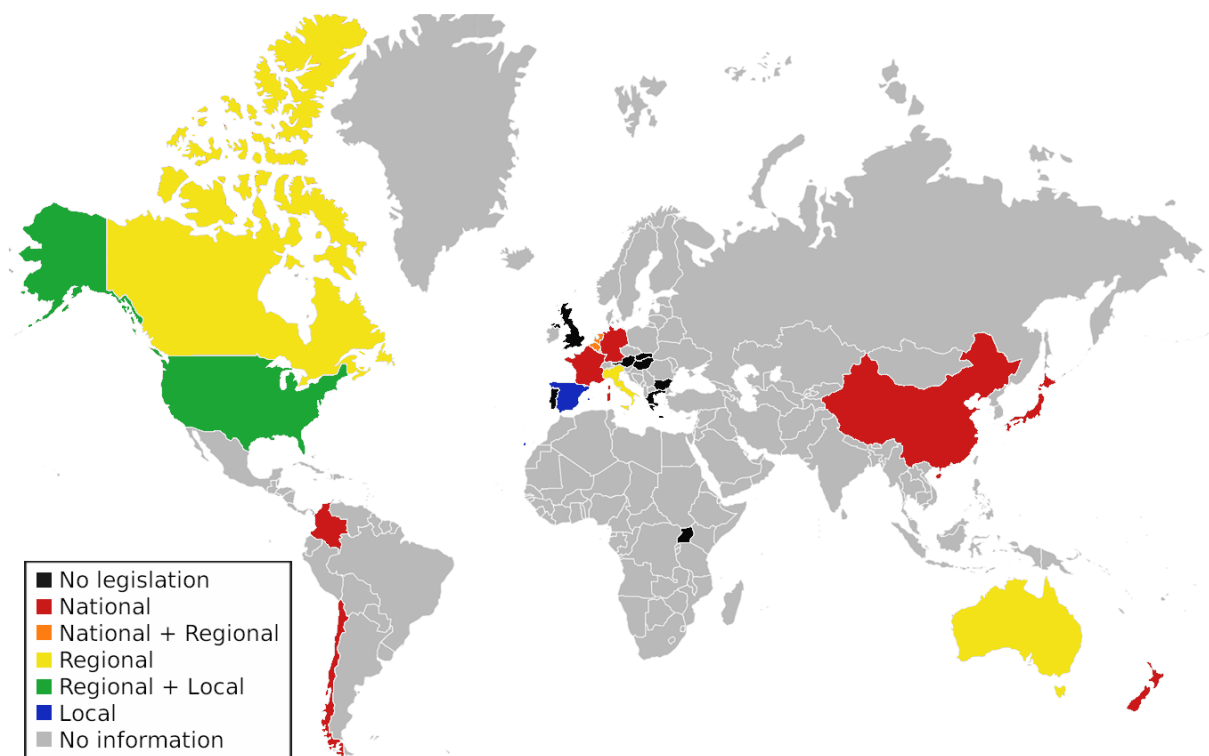 No legislation
National
National + Regional
Regional
Regional + Local
Local
No information